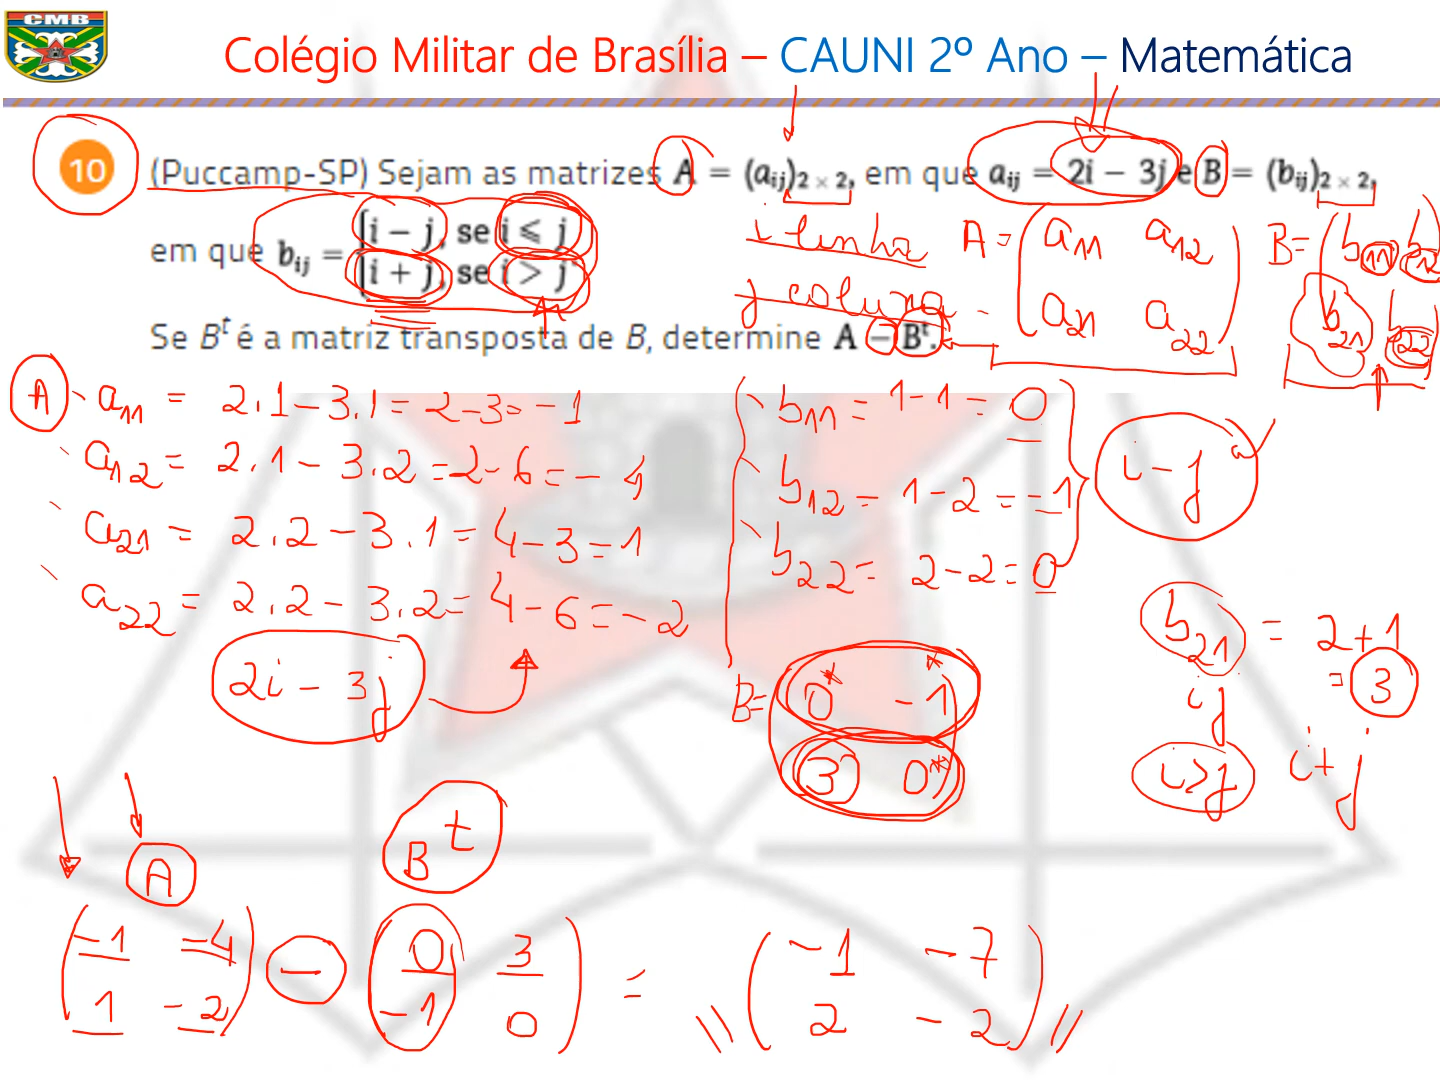 CMB
Colégio Militar de Brasília – CAUNI 2º Ano – Matemática
10 (Puccamp-SP) Sejam as matrizes A = (aij)2 × 2, em que aij = 2i − 3j e B = (bij)2 × 2,
em que bij = { i − j, se i ⩽ j
i + j, se i > j
Se Bᵗ é a matriz transposta de B, determine A − Bᵗ.
i linha
j coluna
A = ( a11 a12
a21 a22 )
B = ( b11 b12
b21 b22 )
A
a11 = 2.1 − 3.1 = 2 − 3 = −1
a12 = 2.1 − 3.2 = 2 − 6 = −4
a21 = 2.2 − 3.1 = 4 − 3 = 1
a22 = 2.2 − 3.2 = 4 − 6 = −2
2i − 3j
b11 = 1 − 1 = 0
b12 = 1 − 2 = −1
b22 = 2 − 2 = 0
i − j
b21 = 2 + 1
= 3
ij
i > j i + j
B = 0* −1*
3 0*
A Bᵗ
( −1 −4 − ( 0 3 = ( −1 −7
1 −2 ) −1 0 ) 2 −2 )